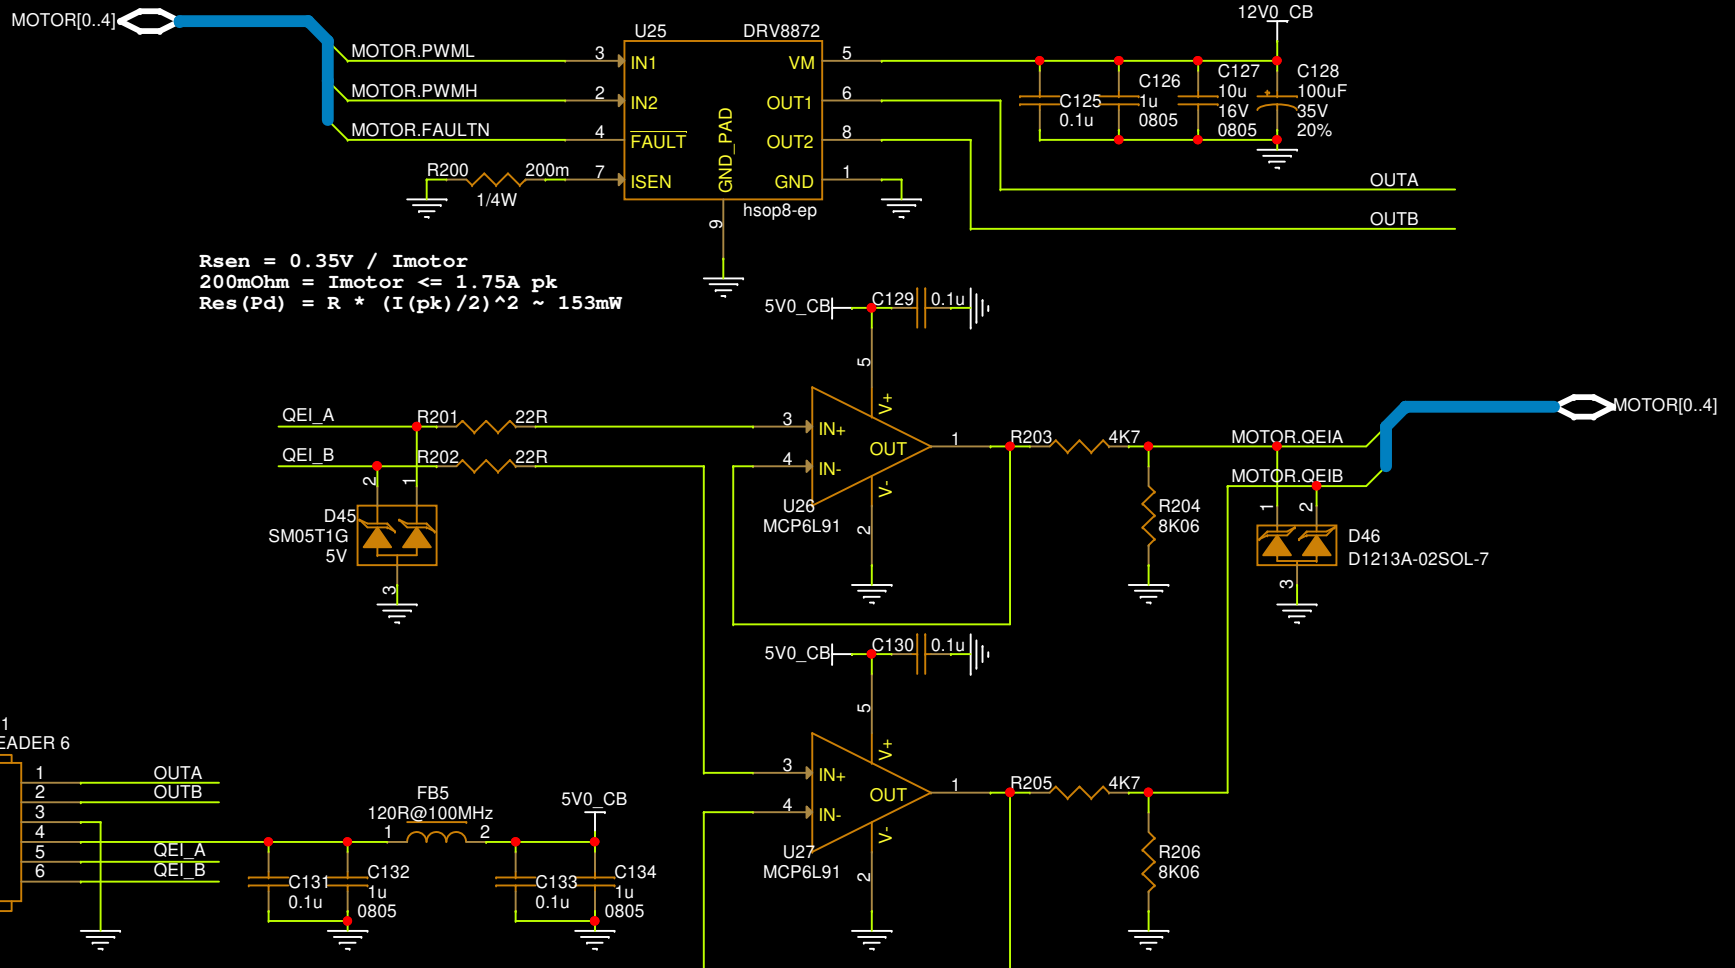 MOTOR[0..4]
MOTOR.PWML
MOTOR.PWMH
MOTOR.FAULTN
R200
200m
1/4W
U25
DRV8872
3
IN1
2
IN2
4
FAULT
7
ISEN
GND_PAD
9
VM
5
OUT1
6
OUT2
8
GND
1
hsop8-ep
12V0_CB
C125
0.1u
C126
1u
0805
C127
10u
16V
0805
+
C128
100uF
35V
20%
OUTA
OUTB
Rsen = 0.35V / Imotor
200mOhm = Imotor <= 1.75A pk
Res(Pd) = R * (I(pk)/2)^2 ~ 153mW
5V0_CB
C129
0.1u
5
V+
QEI_A
R201
22R
QEI_B
R202
22R
2
1
D45
SM05T1G
5V
3
3
IN+
4
IN-
OUT
1
V-
2
U26
MCP6L91
R203
4K7
R204
8K06
MOTOR.QEIA
MOTOR.QEIB
MOTOR[0..4]
1
2
D46
D1213A-02SOL-7
3
5V0_CB
C130
0.1u
5
V+
3
IN+
4
IN-
OUT
1
V-
2
U27
MCP6L91
R205
4K7
R206
8K06
1
EADER 6
1
OUTA
2
OUTB
3
4
5
QEI_A
6
QEI_B
FB5
120R@100MHz
1
2
5V0_CB
C131
0.1u
C132
1u
0805
C133
0.1u
C134
1u
0805